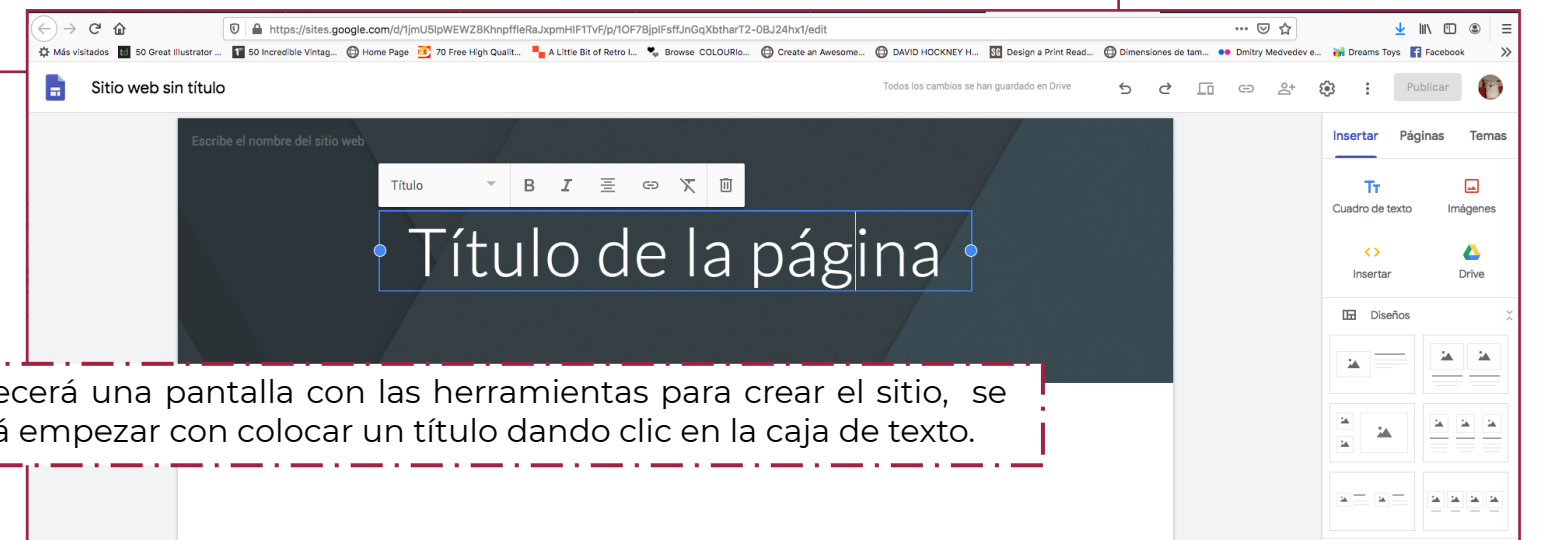 https://sites.google.com/d/1jmU5IpWEWZ8KhnpffleRaJxpmHIF1TvF/p/1OF7BjpIFsffJnGqXbtharT2-0BJ24hx1/edit
Más visitados 50 Great Illustrator ... 50 Incredible Vintag... Home Page 70 Free High Qualit... A Little Bit of Retro I... Browse COLOURlo... Create an Awesome... DAVID HOCKNEY H... SG Design a Print Read... Dimensiones de tam... Dmitry Medvedev e... Dreams Toys Facebook
Sitio web sin título
Todos los cambios se han guardado en Drive
Publicar
Escribe el nombre del sitio web
Insertar Páginas Temas
Título B I
Tт
Cuadro de texto Imágenes
Título de la página
Insertar Drive
Diseños
ecerá una pantalla con las herramientas para crear el sitio, se
á empezar con colocar un título dando clic en la caja de texto.